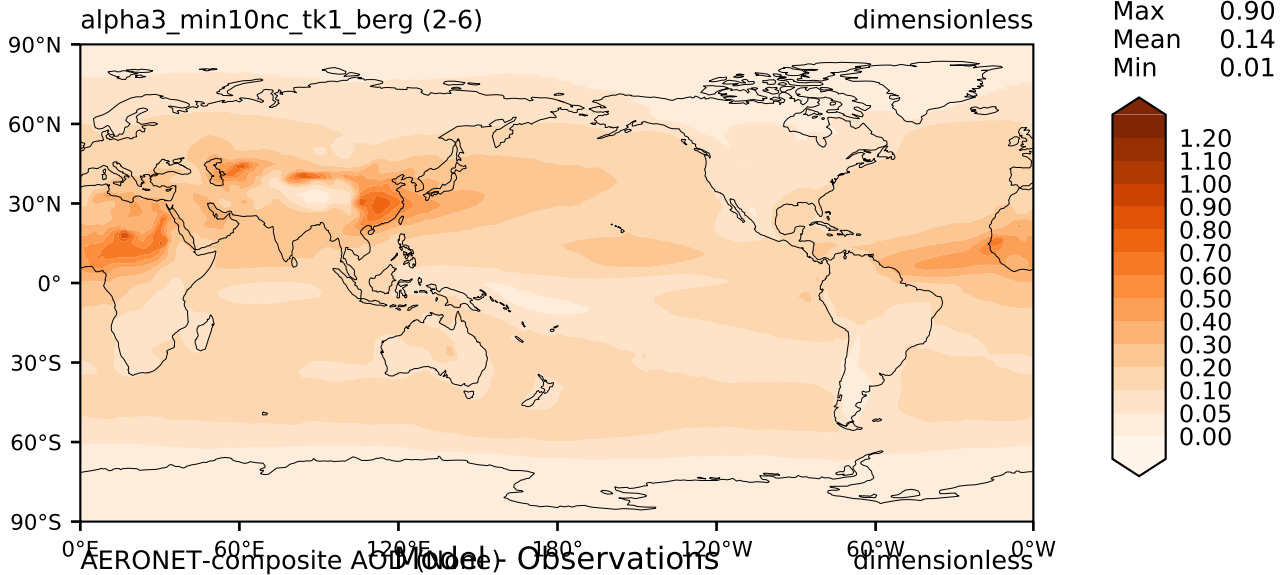 alpha3_min10nc_tk1_berg (2-6)
dimensionless
Max 0.90
Mean 0.14
Min 0.01
90°N
60°N
30°N
0°
30°S
60°S
90°S
0°E
60°E
120°E
180°
120°W
60°W
0°W
1.20
1.10
1.00
0.90
0.80
0.70
0.60
0.50
0.40
0.30
0.20
0.10
0.05
0.00
AERONET-composite AOD (None)
Model - Observations
dimensionless